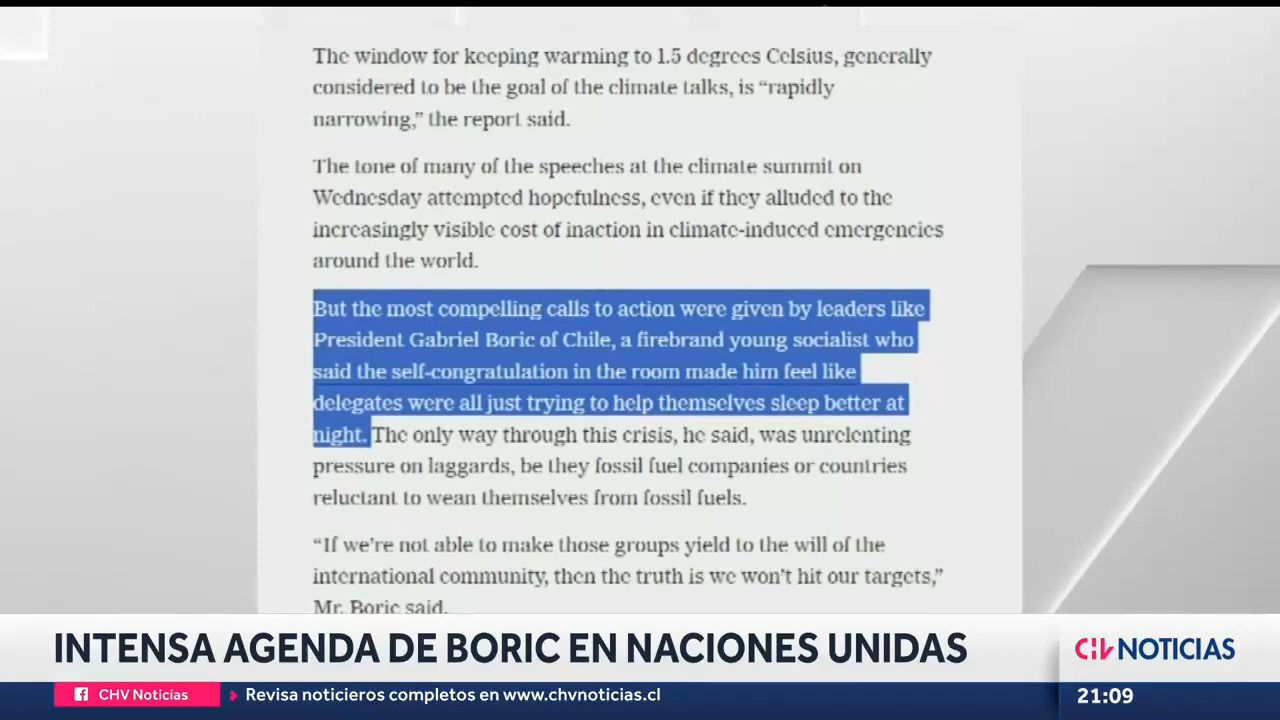 The window for keeping warming to 1.5 degrees Celsius, generally
considered to be the goal of the climate talks, is “rapidly
narrowing,” the report said.
The tone of many of the speeches at the climate summit on
Wednesday attempted hopefulness, even if they alluded to the
increasingly visible cost of inaction in climate-induced emergencies
around the world.
But the most compelling calls to action were given by leaders like
President Gabriel Boric of Chile, a firebrand young socialist who
said the self-congratulation in the room made him feel like
delegates were all just trying to help themselves sleep better at
night. The only way through this crisis, he said, was unrelenting
pressure on laggards, be they fossil fuel companies or countries
reluctant to wean themselves from fossil fuels.
“If we’re not able to make those groups yield to the will of the
international community, then the truth is we won’t hit our targets,”
Mr. Boric said.
INTENSA AGENDA DE BORIC EN NACIONES UNIDAS
CHV NOTICIAS
CHV Noticias
Revisa noticieros completos en www.chvnoticias.cl
21:09